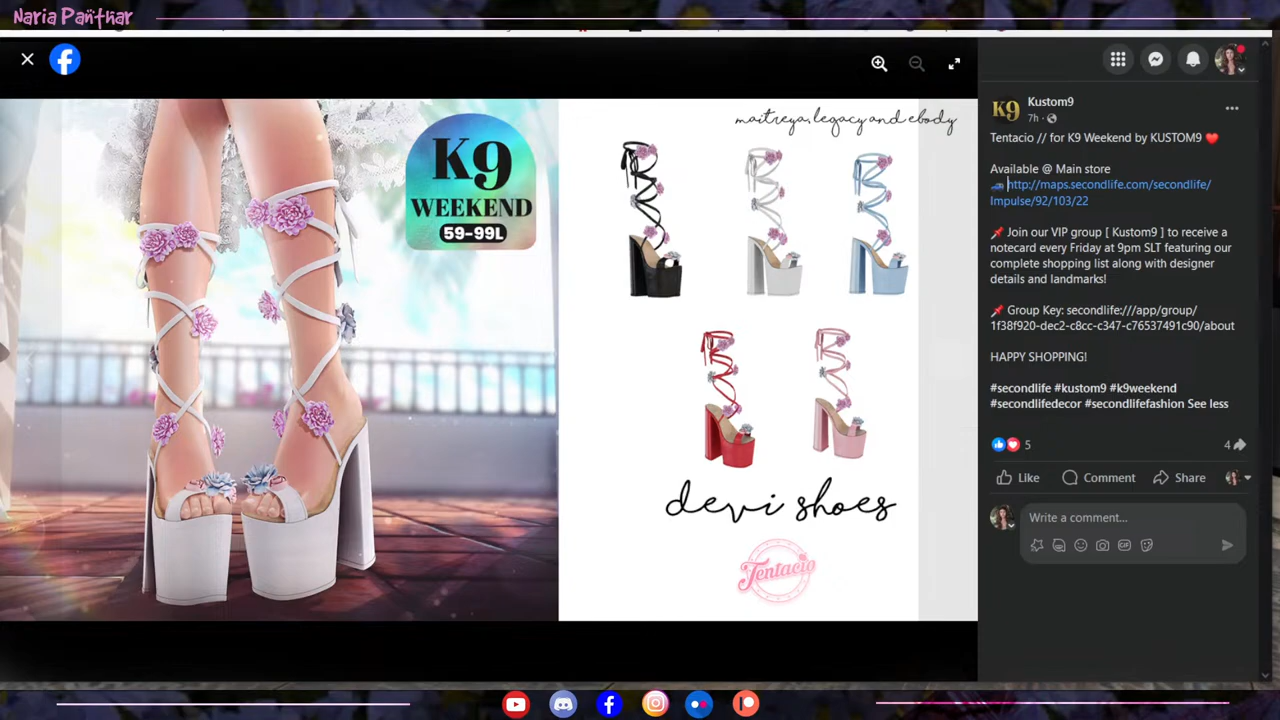 Naria Panthar
K9
WEEKEND
59-99L
maitreya, legacy and ebody
devi shoes
Tentacio
K9
Kustom9
7h ·
Tentacio // for K9 Weekend by KUSTOM9 ❤️
Available @ Main store
🚙 http://maps.secondlife.com/secondlife/
Impulse/92/103/22
📌 Join our VIP group [ Kustom9 ] to receive a
notecard every Friday at 9pm SLT featuring our
complete shopping list along with designer
details and landmarks!
📌 Group Key: secondlife:///app/group/
1f38f920-dec2-c8cc-c347-c76537491c90/about
HAPPY SHOPPING!
#secondlife #kustom9 #k9weekend
#secondlifedecor #secondlifefashion See less
5
4
Like
Comment
Share
Write a comment...
GIF